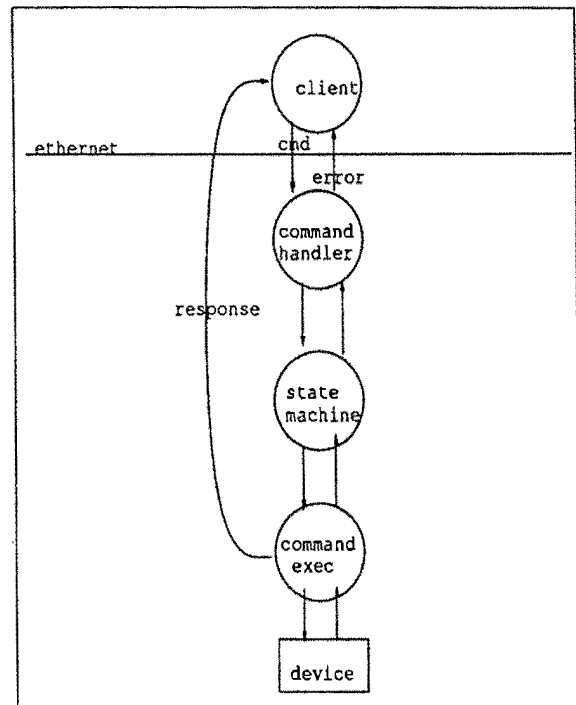 client
ethernet
cmd
error
command
handler
response
state
machine
command
exec
device